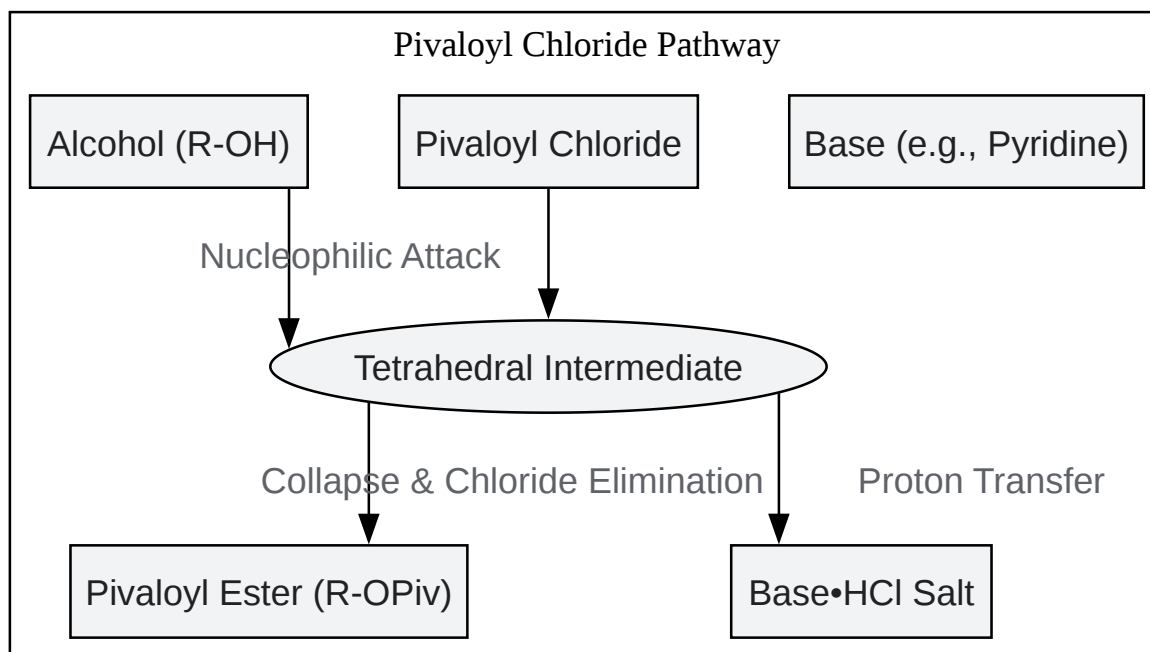 Pivaloyl Chloride Pathway
Alcohol (R-OH)
Pivaloyl Chloride
Base (e.g., Pyridine)
Nucleophilic Attack
Tetrahedral Intermediate
Collapse & Chloride Elimination
Proton Transfer
Pivaloyl Ester (R-OPiv)
Base•HCl Salt